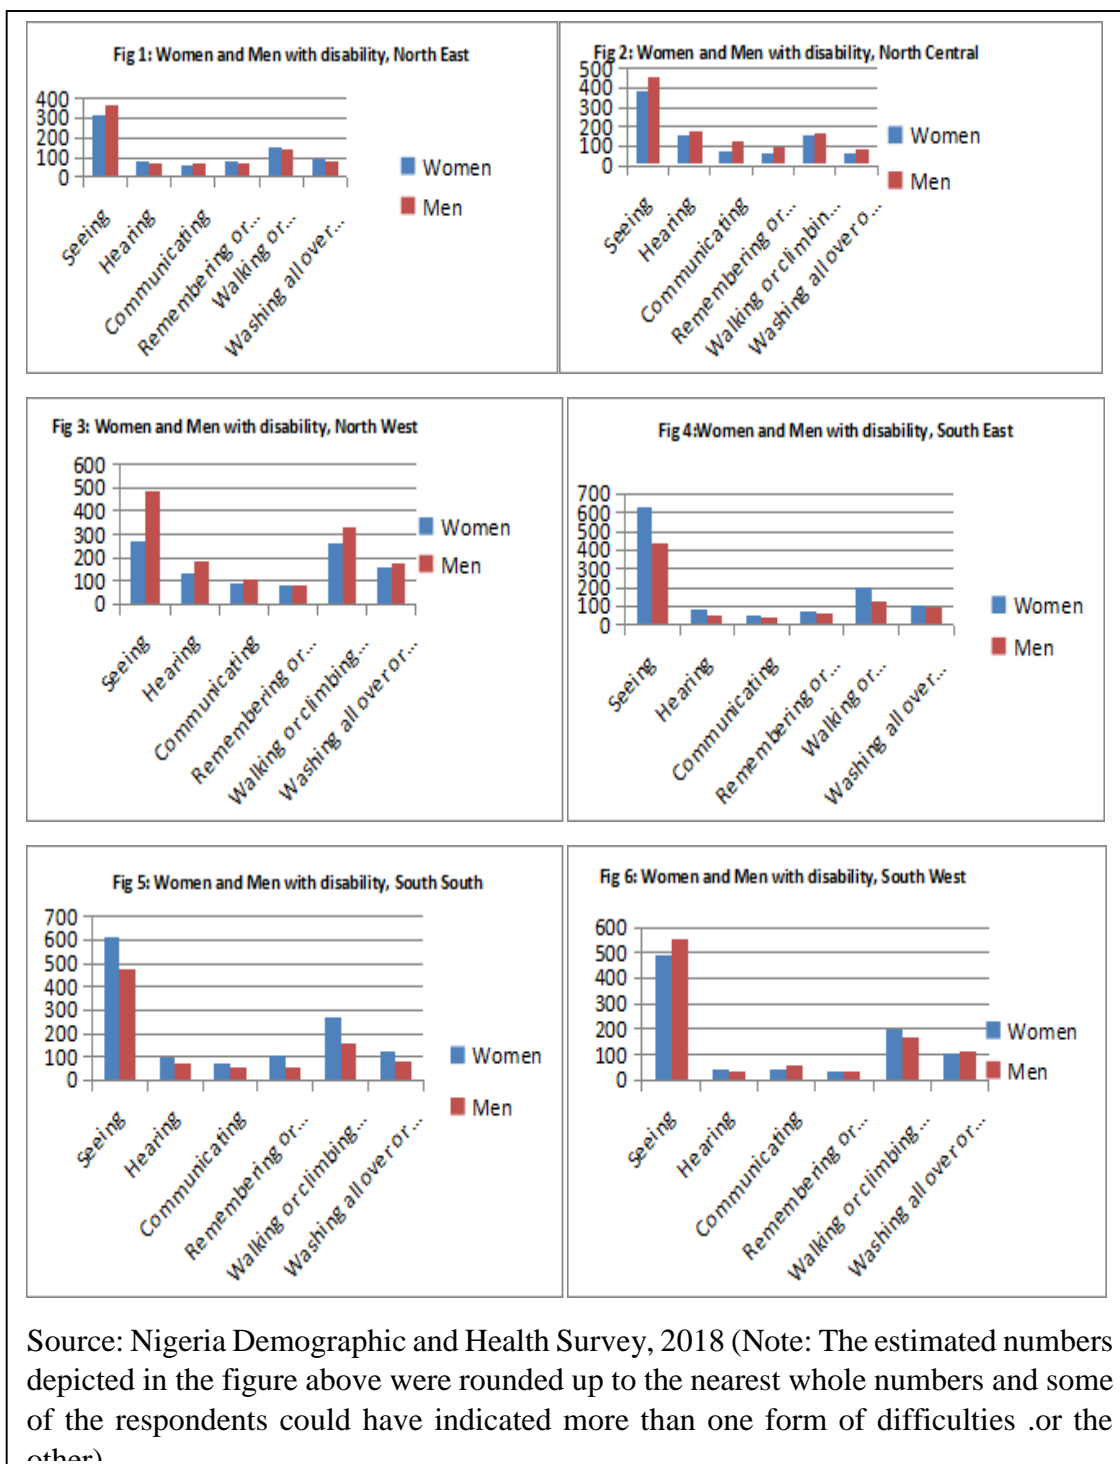 Fig 1: Women and Men with disability, North East
400
300
200
100
0
Seeing
Hearing
Communicating
Remembering or...
Walking or...
Washing all over...
Women
Men
Fig 2: Women and Men with disability, North Central
500
400
300
200
100
0
Seeing
Hearing
Communicating
Remembering or...
Walking or climbin...
Washing all over o...
Women
Men
Fig 3: Women and Men with disability, North West
600
500
400
300
200
100
0
Seeing
Hearing
Communicating
Remembering or...
Walking or climbing...
Washing all over or...
Women
Men
Fig 4:Women and Men with disability, South East
700
600
500
400
300
200
100
0
Seeing
Hearing
Communicating
Remembering or...
Walking or...
Washing all over...
Women
Men
Fig 5: Women and Men with disability, South South
700
600
500
400
300
200
100
0
Seeing
Hearing
Communicating
Remembering or...
Walking or climbing...
Washing all over or...
Women
Men
Fig 6: Women and Men with disability, South West
600
500
400
300
200
100
0
Seeing
Hearing
Communicating
Remembering or...
Walking or climbing...
Washing all over or...
Women
Men
Source: Nigeria Demographic and Health Survey, 2018 (Note: The estimated numbers
depicted in the figure above were rounded up to the nearest whole numbers and some
of the respondents could have indicated more than one form of difficulties .or the
other)